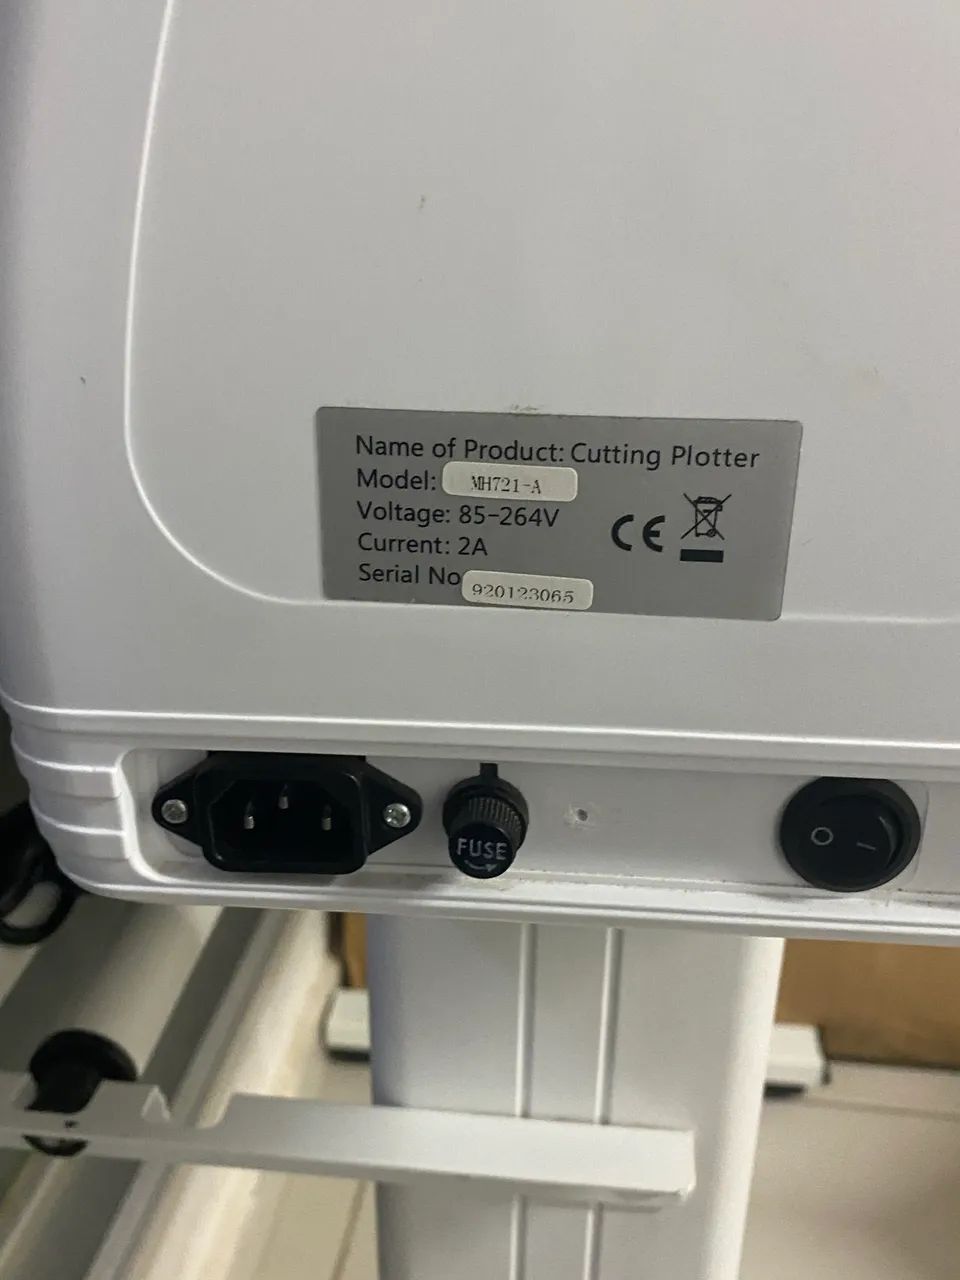 Name of Product: Cutting Plotter
Model: MH721-A
Voltage: 85-264V
Current: 2A
Serial No 920123065
CE
FUSE
O I